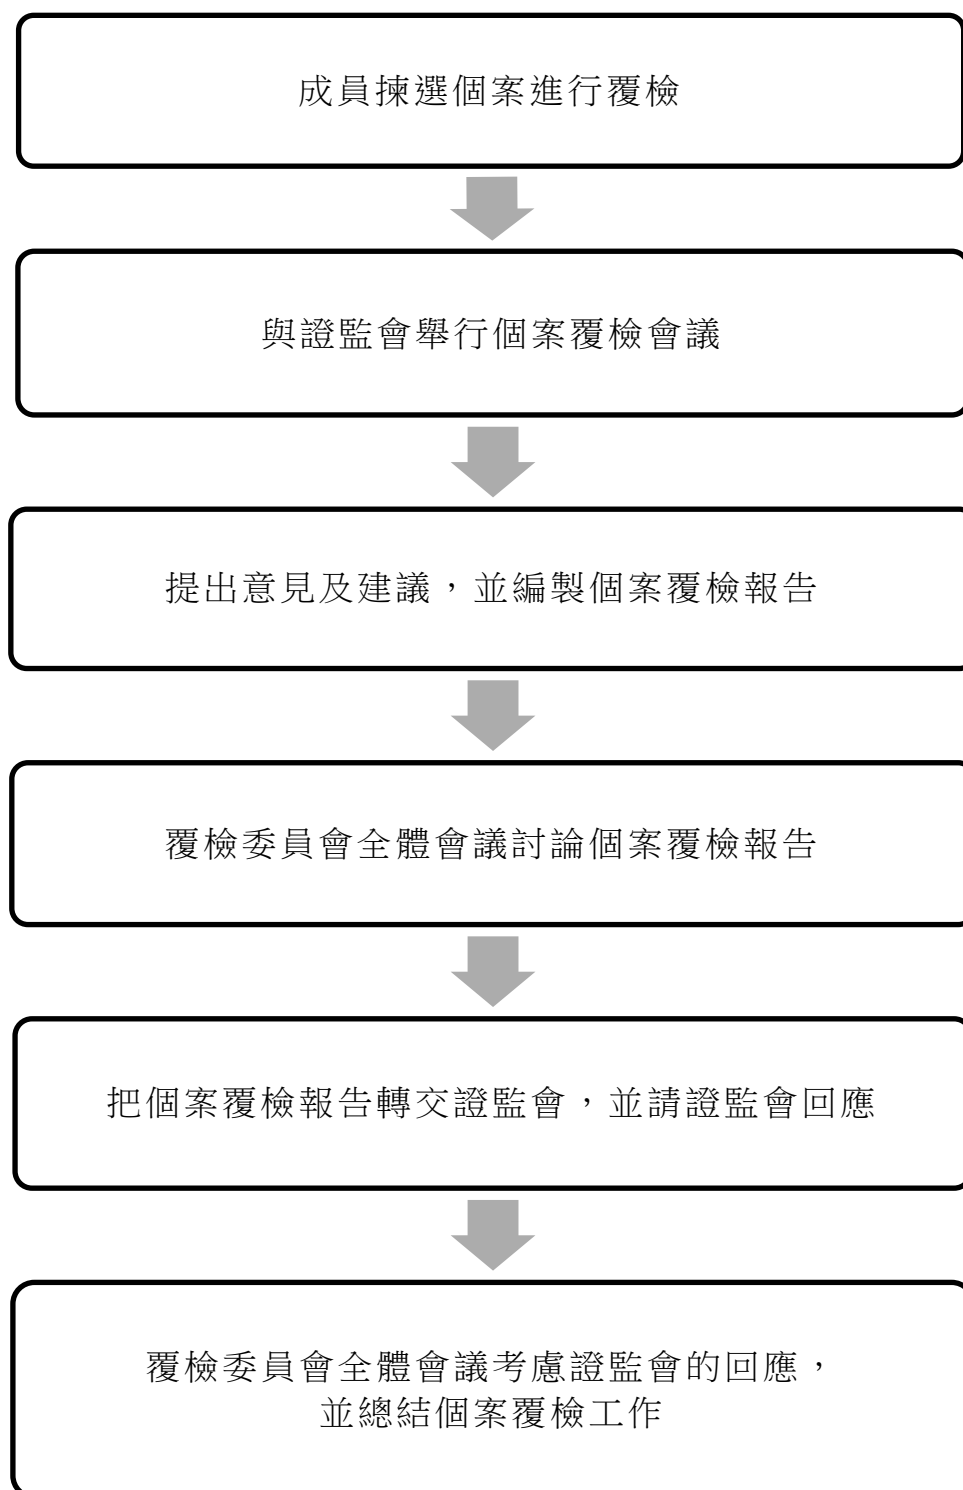 成員揀選個案進行覆檢
與證監會舉行個案覆檢會議
提出意見及建議，並編製個案覆檢報告
覆檢委員會全體會議討論個案覆檢報告
把個案覆檢報告轉交證監會，並請證監會回應
覆檢委員會全體會議考慮證監會的回應，
並總結個案覆檢工作